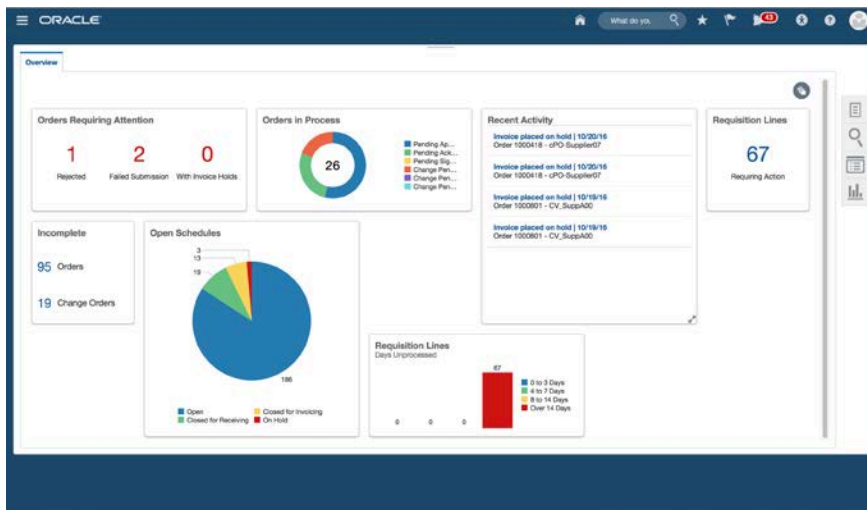 ORACLE
What do you
43
Overview
Orders Requiring Attention
1
2
0
Rejected
Failed Submission
With Invoice Holds
Orders in Process
26
Pending Ap...
Pending Ack...
Pending Sig...
Change Pen...
Change Pen...
Change Pen...
Recent Activity
Invoice placed on hold | 10/20/16
Order 1000418 - cPO-Supplier07
Invoice placed on hold | 10/20/16
Order 1000418 - cPO-Supplier07
Invoice placed on hold | 10/19/16
Order 1000801 - CV_SuppA00
Invoice placed on hold | 10/19/16
Order 1000801 - CV_SuppA00
Requisition Lines
67
Requiring Action
Incomplete
95 Orders
19 Change Orders
Open Schedules
3
13
19
186
Open
Closed for Invoicing
Closed for Receiving
On Hold
Requisition Lines
Days Unprocessed
67
0
0
0
0 to 3 Days
4 to 7 Days
8 to 14 Days
Over 14 Days